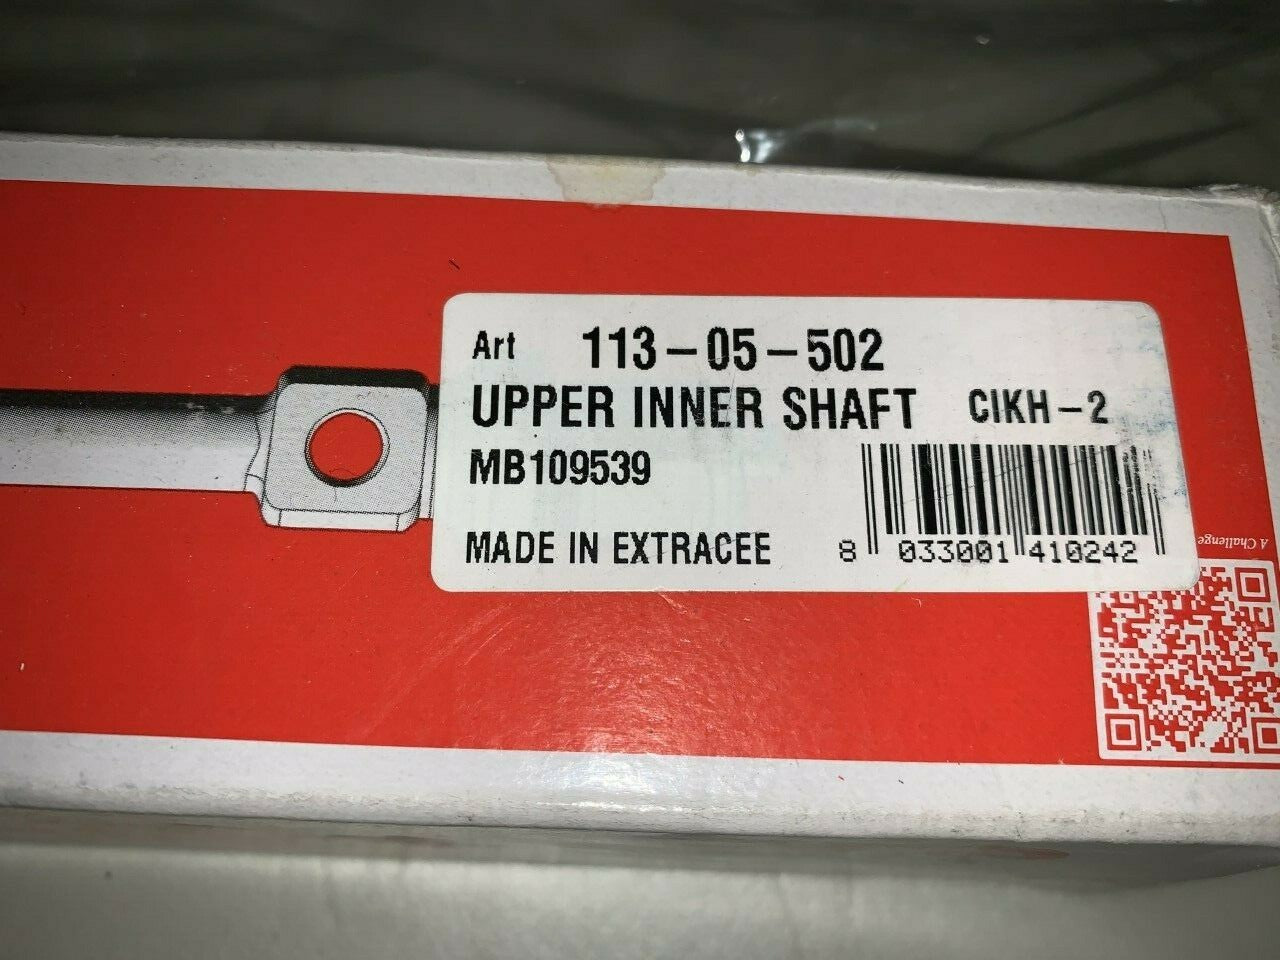 Art 113-05-502
UPPER INNER SHAFT CIKH-2
MB109539
MADE IN EXTRACEE
8 033001 410242
A Challenge